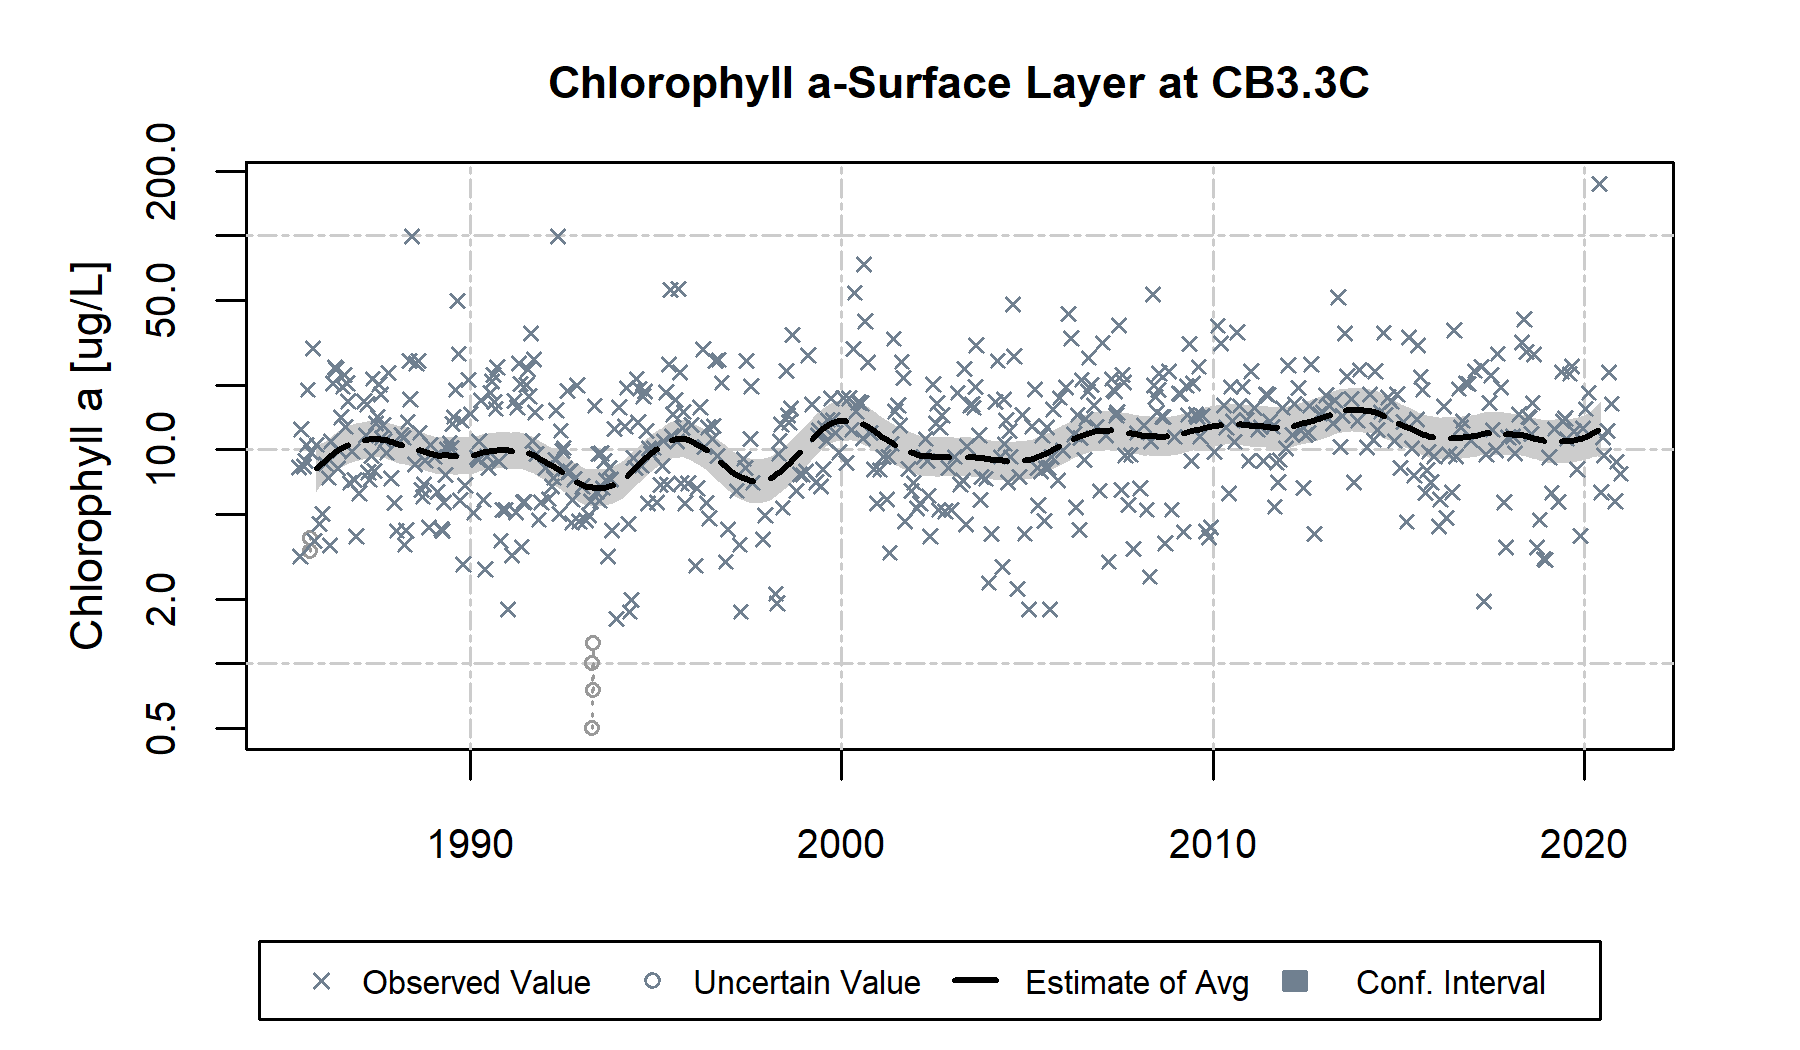 Chlorophyll a-Surface Layer at CB3.3C
Chlorophyll a [ug/L]
200.0
50.0
10.0
2.0
0.5
1990 2000 2010 2020
Observed Value Uncertain Value Estimate of Avg Conf. Interval